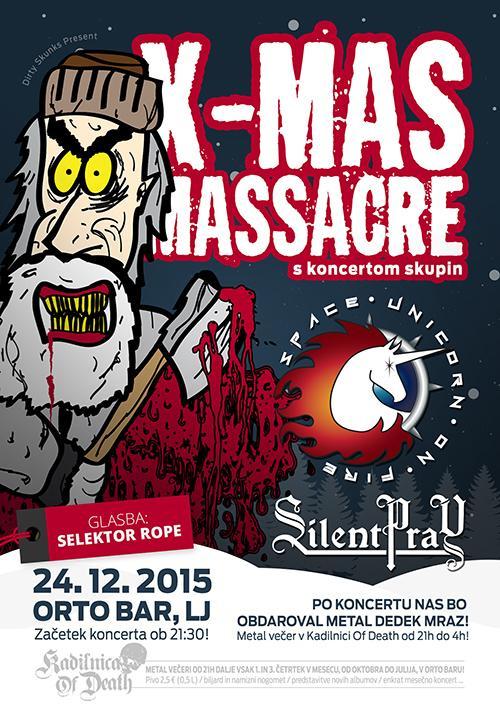 Dirty Skunks Present
X-MAS
MASSACRE
s koncertom skupin
SPACE • UNICORN • ON • FIRE
SilentPray
GLASBA:
SELEKTOR ROPE
24. 12. 2015
ORTO BAR, LJ
Začetek koncerta ob 21:30!
PO KONCERTU NAS BO
OBDAROVAL METAL DEDEK MRAZ!
Metal večer v Kadilnici Of Death od 21h do 4h!
Kadilnica
Of Death
METAL VEČERI OD 21H DALJE VSAK 1. IN 3. ČETRTEK V MESECU, OD OKTOBRA DO JULIJA, V ORTO BARU!
Pivo 2,5 € (0,5 L) / biljard in namizni nogomet / predstavitve novih albumov / enkrat mesečno koncert ...